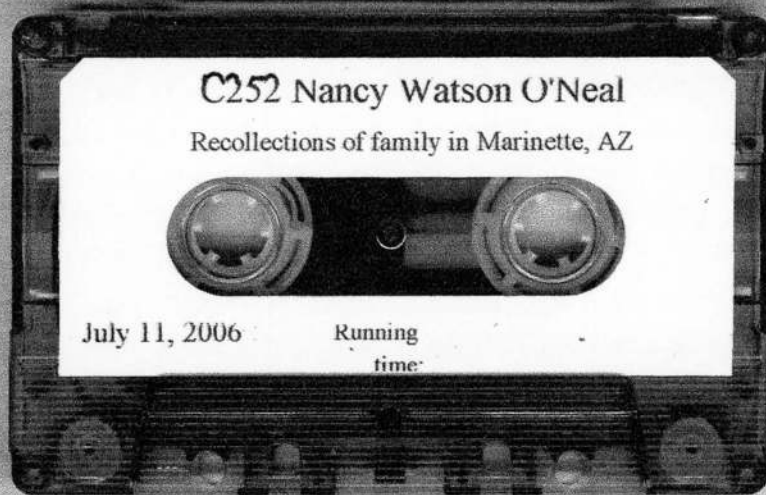 C252 Nancy Watson O'Neal
Recollections of family in Marinette, AZ
July 11, 2006 Running
time: